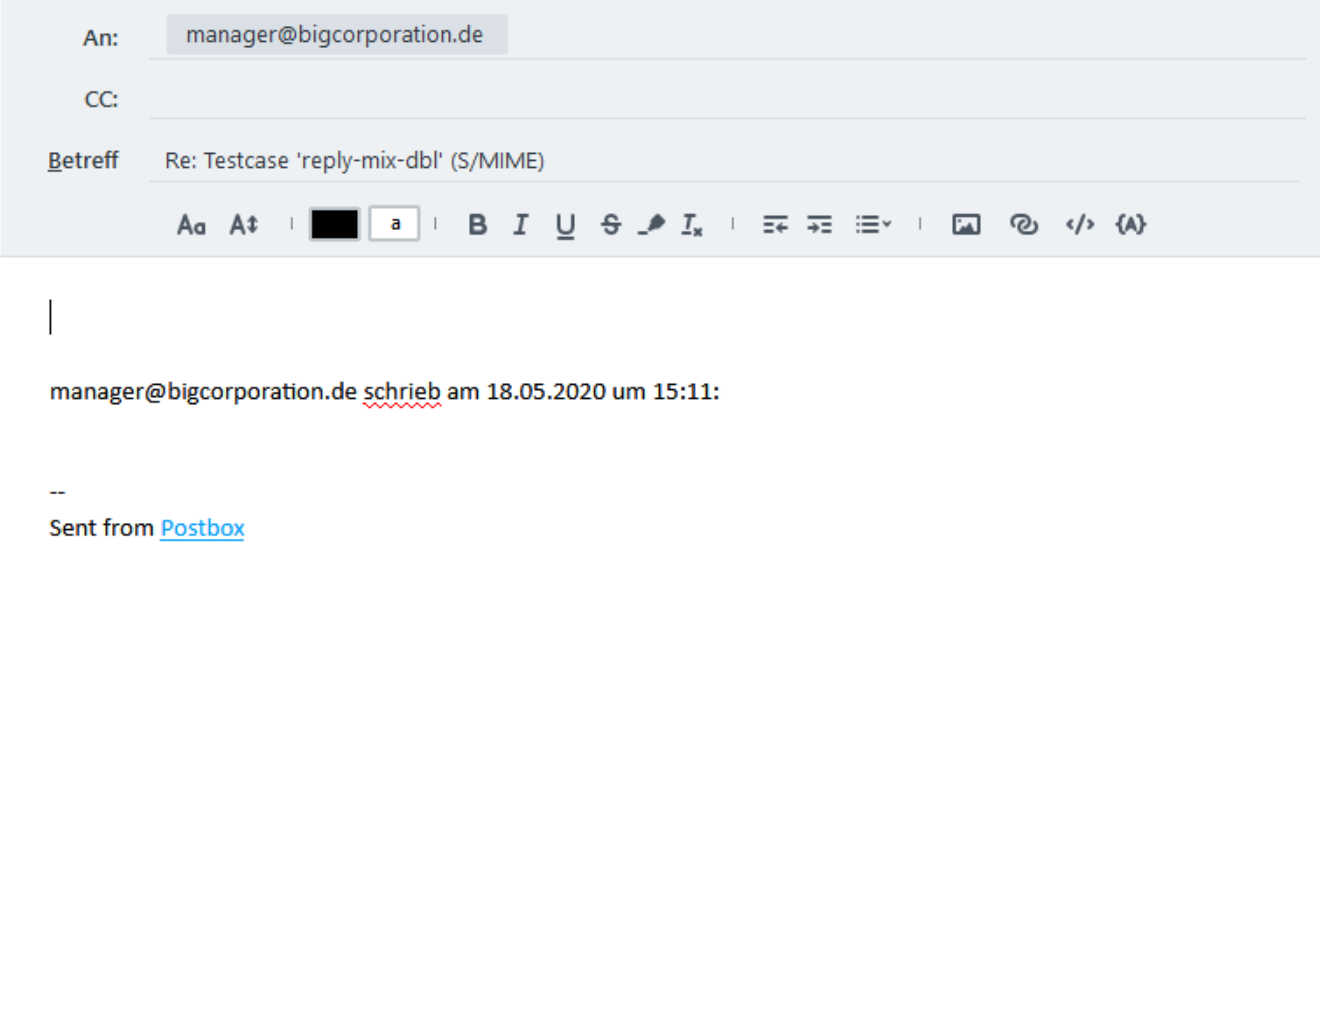 An: manager@bigcorporation.de
CC:
Betreff Re: Testcase 'reply-mix-dbl' (S/MIME)
Aa A a B I U S Ix </> {A}
manager@bigcorporation.de schrieb am 18.05.2020 um 15:11:
--
Sent from Postbox